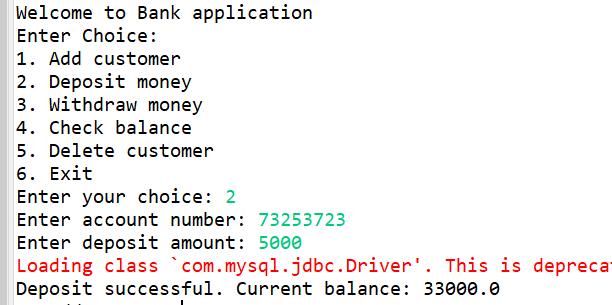 Welcome to Bank application
Enter Choice:
1. Add customer
2. Deposit money
3. Withdraw money
4. Check balance
5. Delete customer
6. Exit
Enter your choice: 2
Enter account number: 73253723
Enter deposit amount: 5000
Loading class `com.mysql.jdbc.Driver'. This is depreca
Deposit successful. Current balance: 33000.0